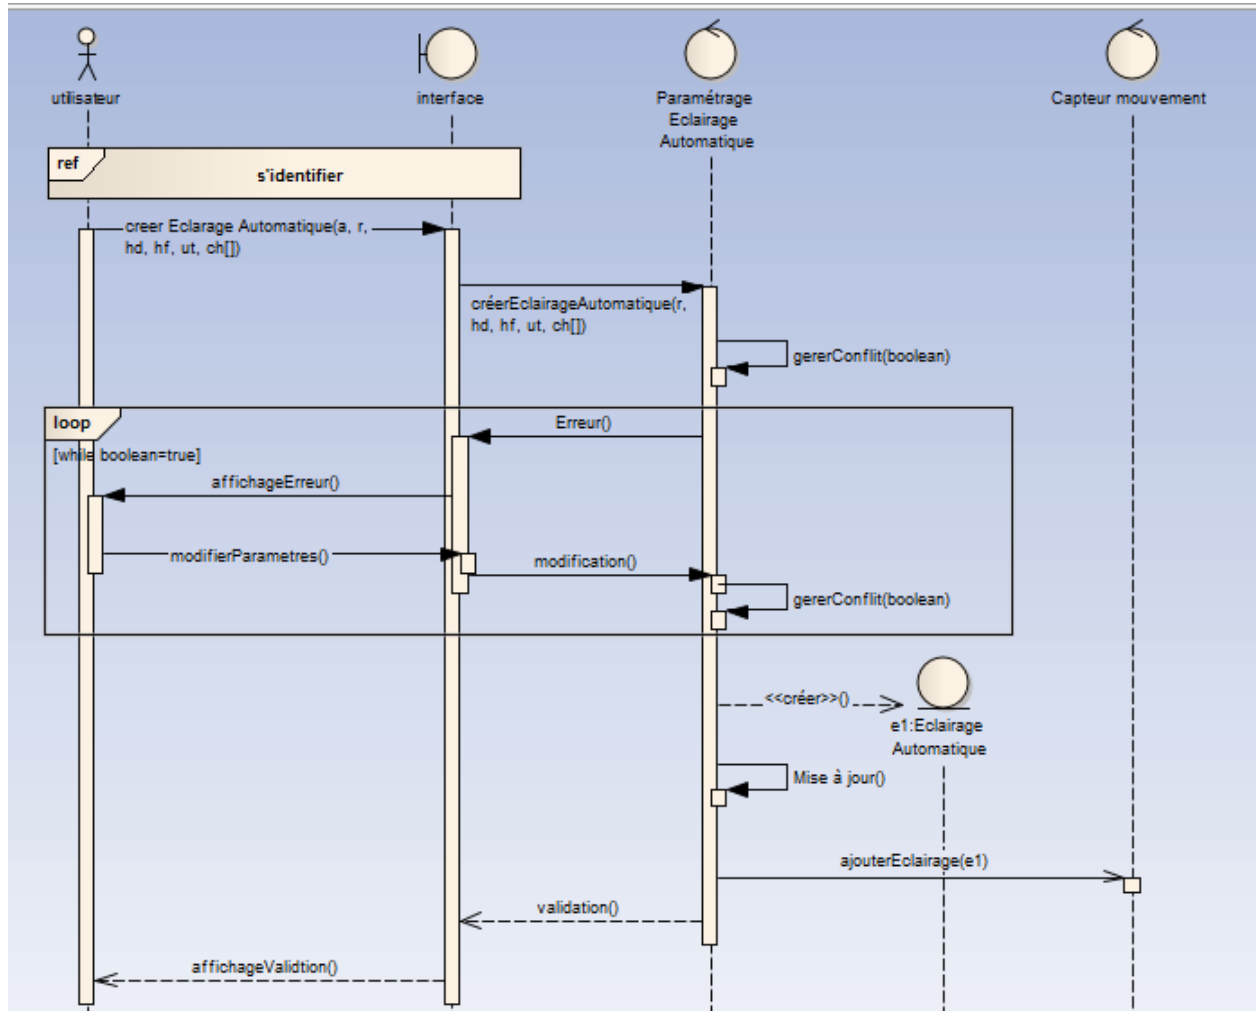 utilisateur
interface
Paramétrage
Eclairage
Automatique
Capteur mouvement
ref
s'identifier
creer Eclarage Automatique(a, r,
hd, hf, ut, ch[])
créerEclairageAutomatique(r,
hd, hf, ut, ch[])
gererConflit(boolean)
loop
[while boolean=true]
Erreur()
affichageErreur()
modifierParametres()
modification()
gererConflit(boolean)
<<créer>>()
e1:Eclairage
Automatique
Mise à jour()
ajouterEclairage(e1)
validation()
affichageValidtion()